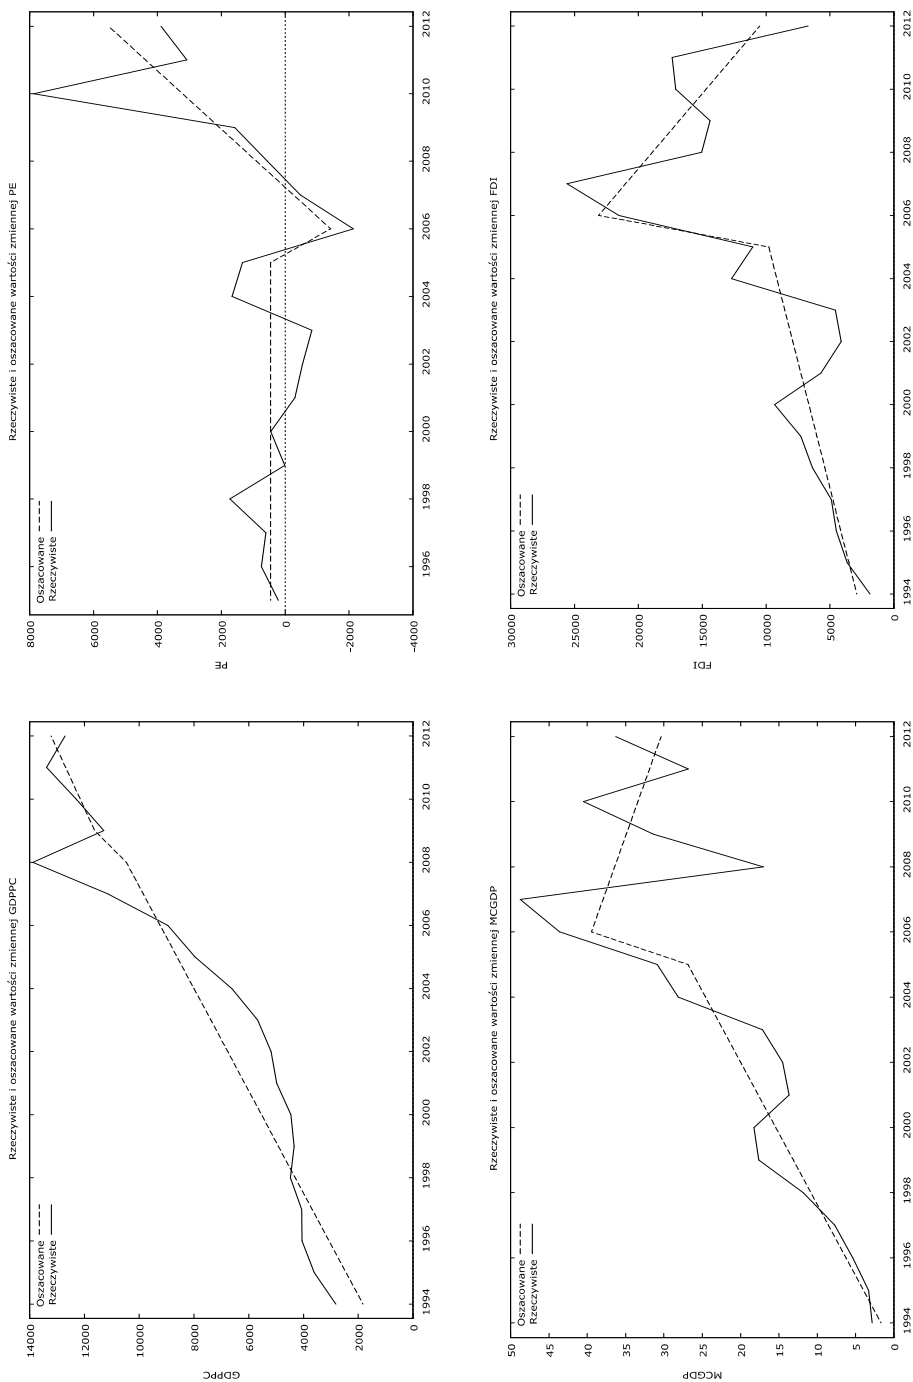 Rzeczywiste i oszacowane wartości zmiennej GDPPC
Oszacowane
Rzeczywiste
GDPPC
14000
12000
10000
8000
6000
4000
2000
0
1994 1996 1998 2000 2002 2004 2006 2008 2010 2012
Rzeczywiste i oszacowane wartości zmiennej PE
Oszacowane
Rzeczywiste
PE
8000
6000
4000
2000
0
-2000
-4000
1996 1998 2000 2002 2004 2006 2008 2010 2012
Rzeczywiste i oszacowane wartości zmiennej MCGDP
Oszacowane
Rzeczywiste
MCGDP
50
45
40
35
30
25
20
15
10
5
0
1994 1996 1998 2000 2002 2004 2006 2008 2010 2012
Rzeczywiste i oszacowane wartości zmiennej FDI
Oszacowane
Rzeczywiste
FDI
30000
25000
20000
15000
10000
5000
0
1994 1996 1998 2000 2002 2004 2006 2008 2010 2012